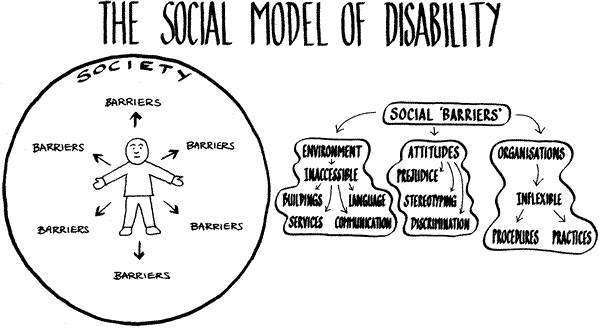 THE SOCIAL MODEL OF DISABILITY
SOCIETY
BARRIERS
BARRIERS
BARRIERS
BARRIERS
BARRIERS
BARRIERS
SOCIAL 'BARRIERS'
ENVIRONMENT
INACCESSIBLE
BUILDINGS LANGUAGE
SERVICES COMMUNICATION
ATTITUDES
PREJUDICE
STEREOTYPING
DISCRIMINATION
ORGANISATIONS
INFLEXIBLE
PROCEDURES PRACTICES